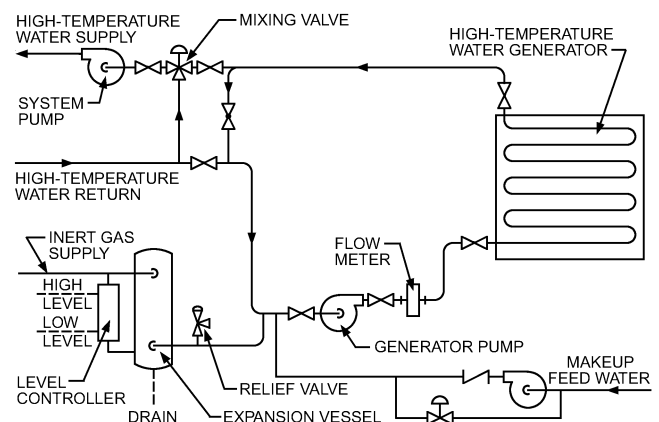 HIGH-TEMPERATURE
WATER SUPPLY
MIXING VALVE
HIGH-TEMPERATURE
WATER GENERATOR
SYSTEM
PUMP
HIGH-TEMPERATURE
WATER RETURN
INERT GAS
SUPPLY
FLOW
METER
HIGH
LEVEL
LOW
LEVEL
GENERATOR PUMP
MAKEUP
FEED WATER
LEVEL
CONTROLLER
RELIEF VALVE
DRAIN
EXPANSION VESSEL